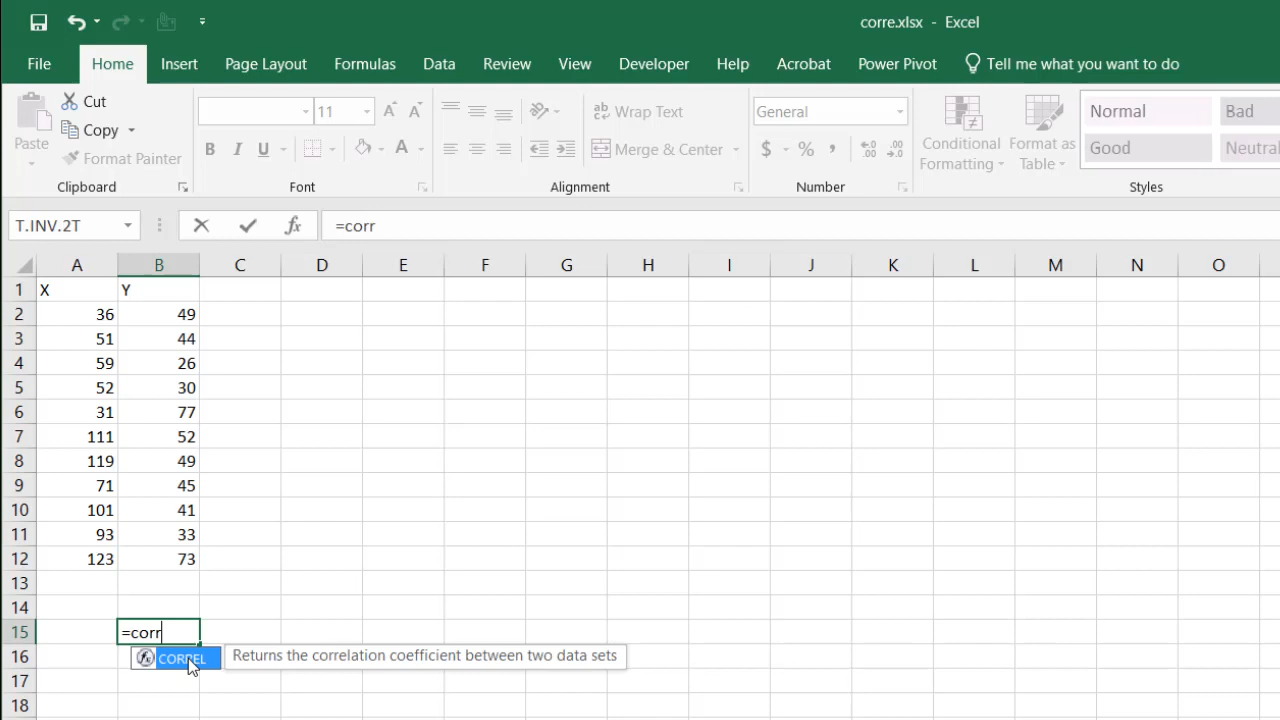 corre.xlsx - Excel
File Home Insert Page Layout Formulas Data Review View Developer Help Acrobat Power Pivot Tell me what you want to do
Paste
Cut
Copy
Format Painter
Clipboard
11
B I U A
Font
Wrap Text
Merge & Center
Alignment
General
$ % ,
Number
Conditional Formatting
Format as Table
Normal Bad
Good Neutral
Styles
T.INV.2T fx =corr
A B C D E F G H I J K L M N O
1 X Y
2 36 49
3 51 44
4 59 26
5 52 30
6 31 77
7 111 52
8 119 49
9 71 45
10 101 41
11 93 33
12 123 73
13
14
15 =corr
16 CORREL Returns the correlation coefficient between two data sets
17
18